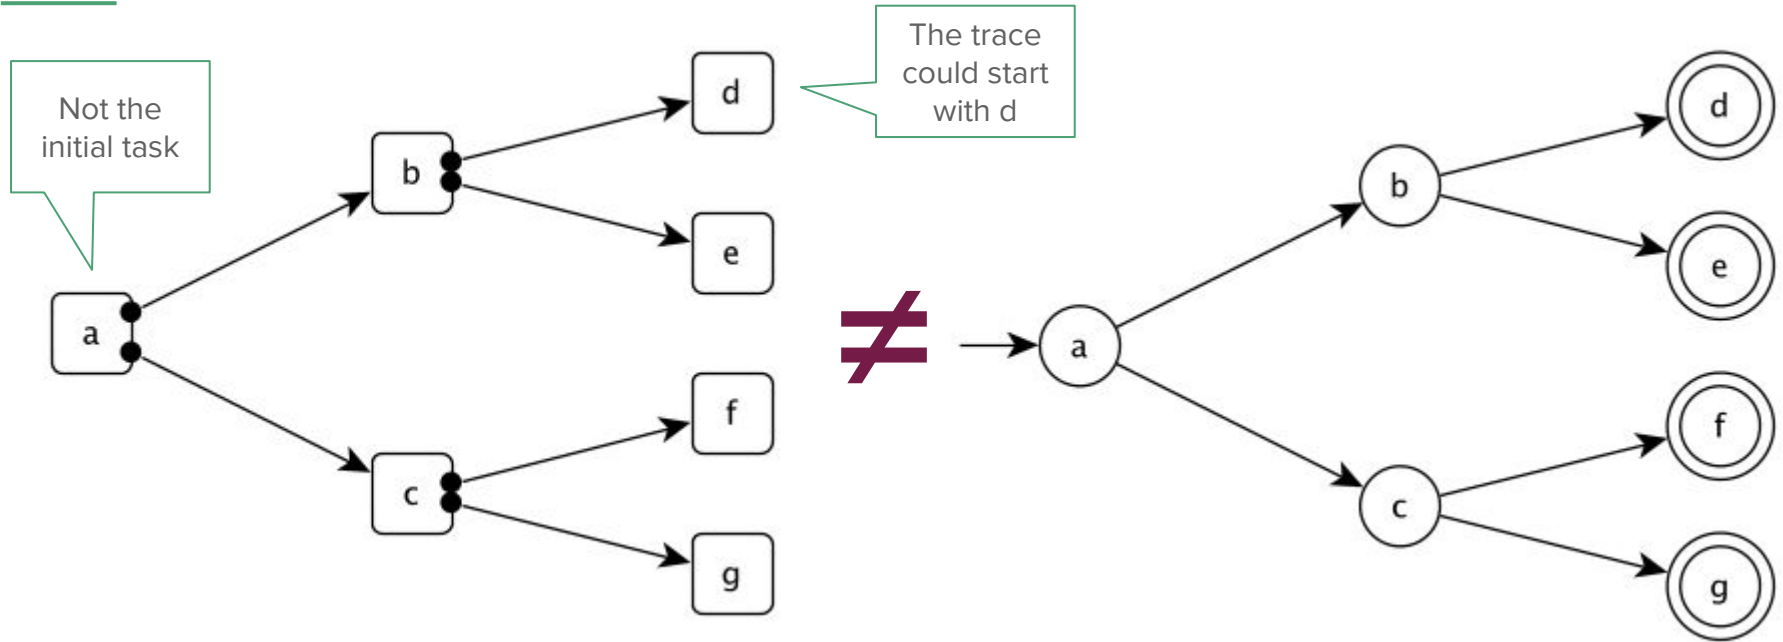 Not the
initial task
The trace
could start
with d
a
b
c
d
e
f
g
≠
a
b
c
d
e
f
g